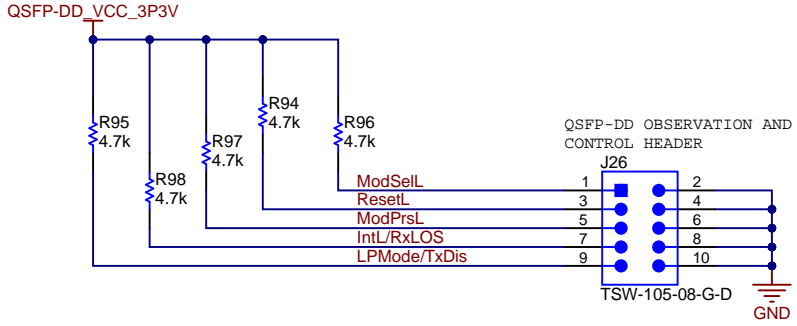 QSFP-DD_VCC_3P3V
R95
4.7k
R98
4.7k
R97
4.7k
R94
4.7k
R96
4.7k
QSFP-DD OBSERVATION AND
CONTROL HEADER
J26
ModSelL 1 2
ResetL 3 4
ModPrsL 5 6
IntL/RxLOS 7 8
LPMode/TxDis 9 10
TSW-105-08-G-D
GND